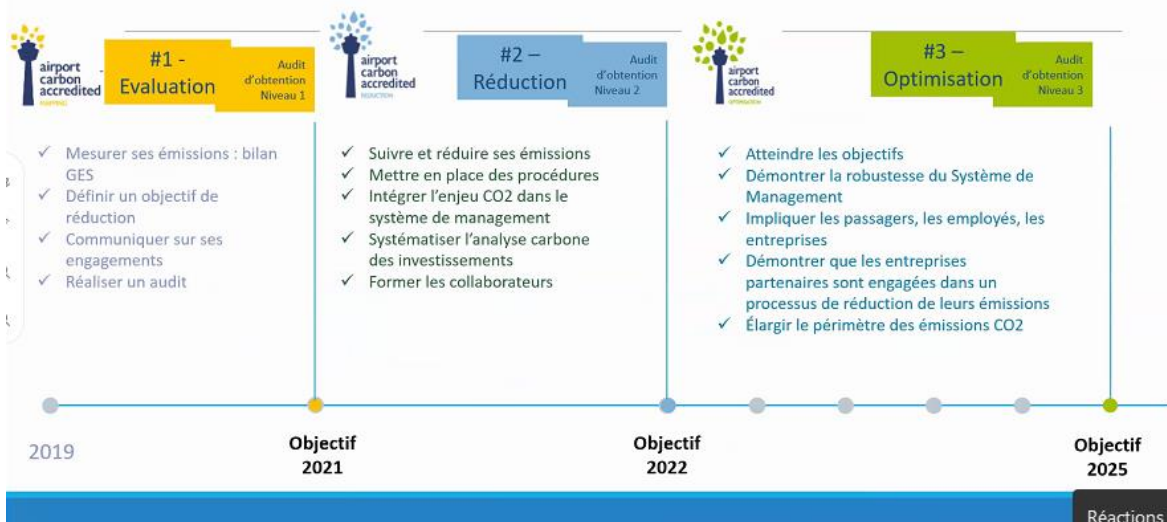 airport
carbon
accredited
MAPPING
#1 -
Evaluation
Audit
d'obtention
Niveau 1
airport
carbon
accredited
REDUCTION
#2 –
Réduction
Audit
d'obtention
Niveau 2
airport
carbon
accredited
OPTIMISATION
#3 –
Optimisation
Audit
d'obtention
Niveau 3
✓ Mesurer ses émissions : bilan
GES
✓ Définir un objectif de
réduction
✓ Communiquer sur ses
engagements
✓ Réaliser un audit
✓ Suivre et réduire ses émissions
✓ Mettre en place des procédures
✓ Intégrer l'enjeu CO2 dans le
système de management
✓ Systématiser l'analyse carbone
des investissements
✓ Former les collaborateurs
✓ Atteindre les objectifs
✓ Démontrer la robustesse du Système de
Management
✓ Impliquer les passagers, les employés, les
entreprises
✓ Démontrer que les entreprises
partenaires sont engagées dans un
processus de réduction de leurs émissions
✓ Élargir le périmètre des émissions CO2
2019
Objectif
2021
Objectif
2022
Objectif
2025
Réactions